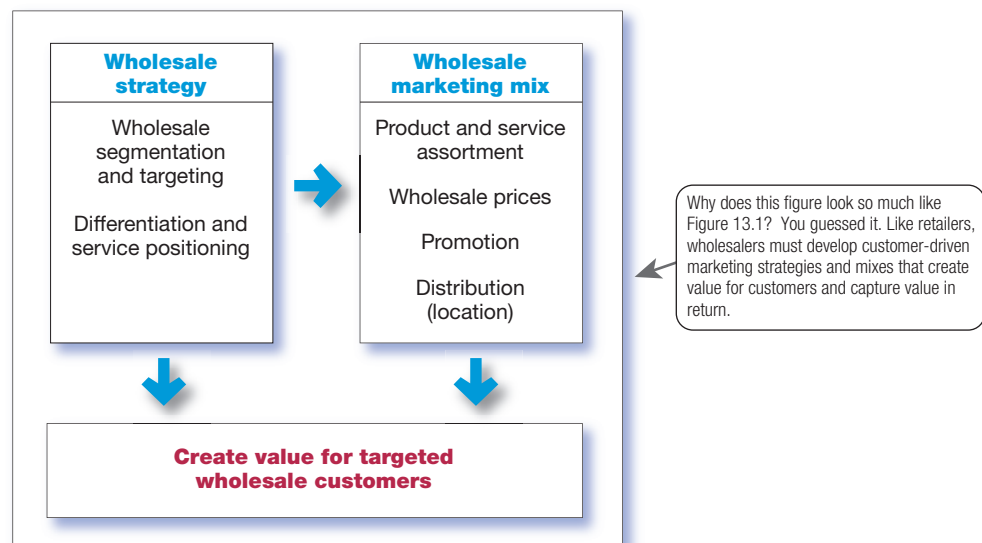 Wholesale
strategy
Wholesale
segmentation
and targeting
Differentiation and
service positioning
Wholesale
marketing mix
Product and service
assortment
Wholesale prices
Promotion
Distribution
(location)
Why does this figure look so much like
Figure 13.1? You guessed it. Like retailers,
wholesalers must develop customer-driven
marketing strategies and mixes that create
value for customers and capture value in
return.
Create value for targeted
wholesale customers